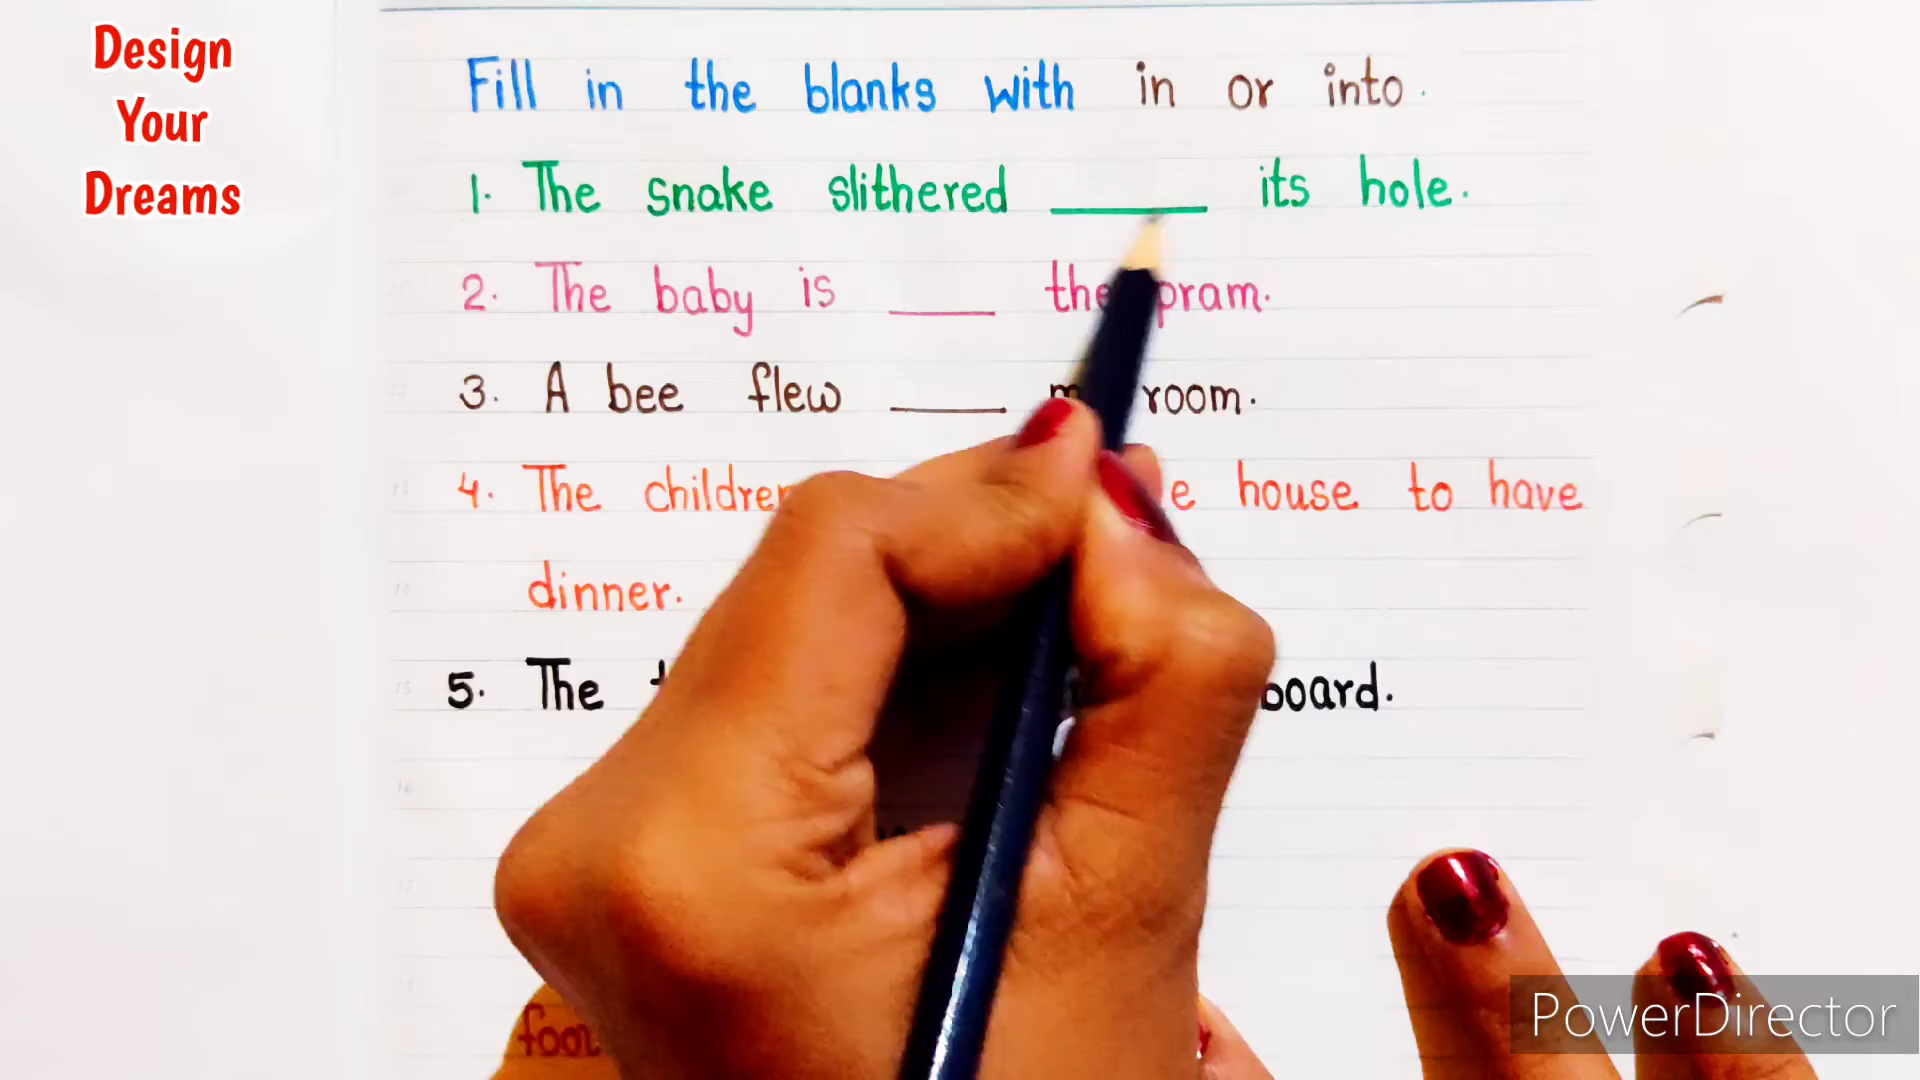 Design
Your
Dreams
Fill in the blanks with in or into.
1. The snake slithered ______ its hole.
2. The baby is ____ the pram.
3. A bee flew ____ room.
4. The children house to have
dinner.
5. The board.
PowerDirector